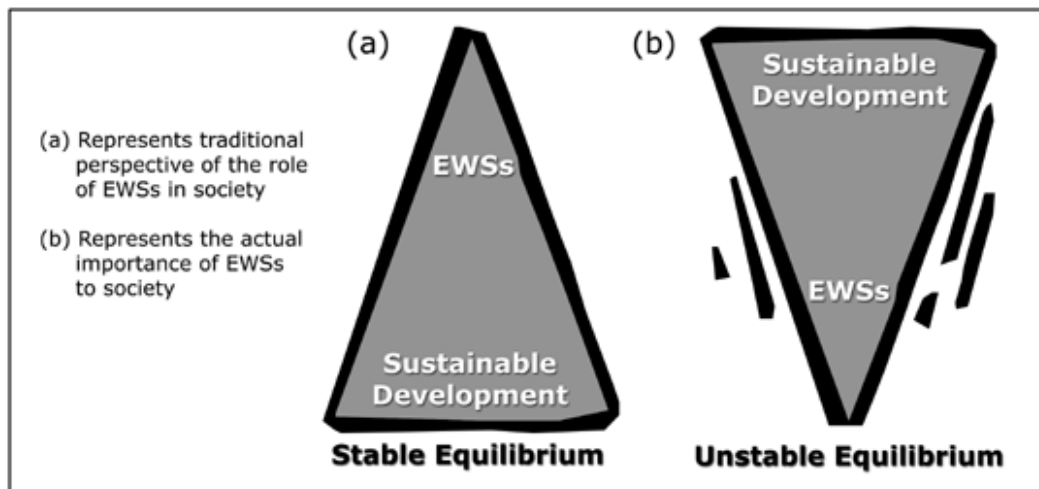 (a)
(b)
(a) Represents traditional
perspective of the role
of EWSs in society
(b) Represents the actual
importance of EWSs
to society
EWSs
Sustainable
Development
Stable Equilibrium
Sustainable
Development
EWSs
Unstable Equilibrium